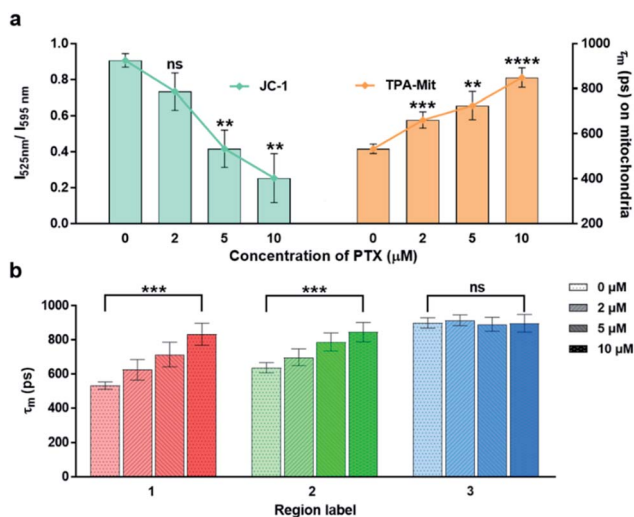 a
1.0
0.8
0.6
0.4
0.2
0.0
I525nm/ I595 nm
ns
**
**
JC-1
TPA-Mit
***
**
****
1000
800
600
400
200
τm (ps) on mitochondria
0 2 5 10 0 2 5 10
Concentration of PTX (μM)
b
1000
800
600
400
200
0
τm (ps)
***
***
ns
0 μM
2 μM
5 μM
10 μM
1 2 3
Region label